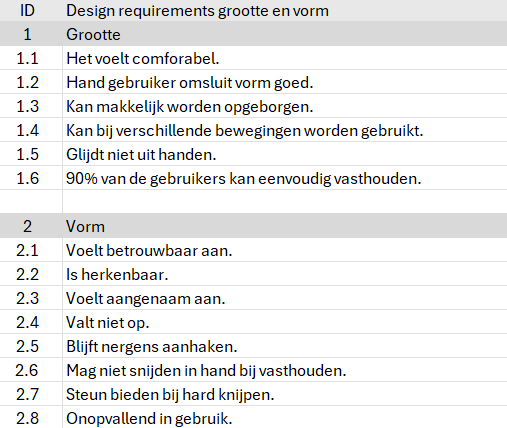 ID Design requirements grootte en vorm
1 Grootte
1.1 Het voelt comforabel.
1.2 Hand gebruiker omsluit vorm goed.
1.3 Kan makkelijk worden opgeborgen.
1.4 Kan bij verschillende bewegingen worden gebruikt.
1.5 Glijdt niet uit handen.
1.6 90% van de gebruikers kan eenvoudig vasthouden.
2 Vorm
2.1 Voelt betrouwbaar aan.
2.2 Is herkenbaar.
2.3 Voelt aangenaam aan.
2.4 Valt niet op.
2.5 Blijft nergens aanhaken.
2.6 Mag niet snijden in hand bij vasthouden.
2.7 Steun bieden bij hard knijpen.
2.8 Onopvallend in gebruik.